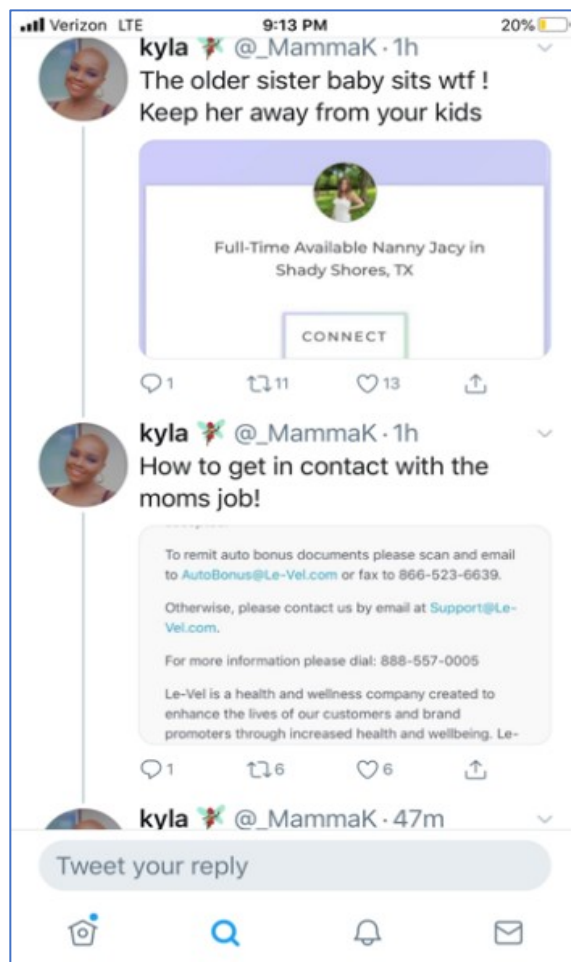 Verizon LTE 9:13 PM 20%
kyla @_MammaK · 1h
The older sister baby sits wtf !
Keep her away from your kids
Full-Time Available Nanny Jacy in
Shady Shores, TX
CONNECT
1 11 13
kyla @_MammaK · 1h
How to get in contact with the
moms job!
To remit auto bonus documents please scan and email
to AutoBonus@Le-Vel.com or fax to 866-523-6639.
Otherwise, please contact us by email at Support@Le-
Vel.com.
For more information please dial: 888-557-0005
Le-Vel is a health and wellness company created to
enhance the lives of our customers and brand
promoters through increased health and wellbeing. Le-
1 6 6
kyla @_MammaK · 47m
Tweet your reply